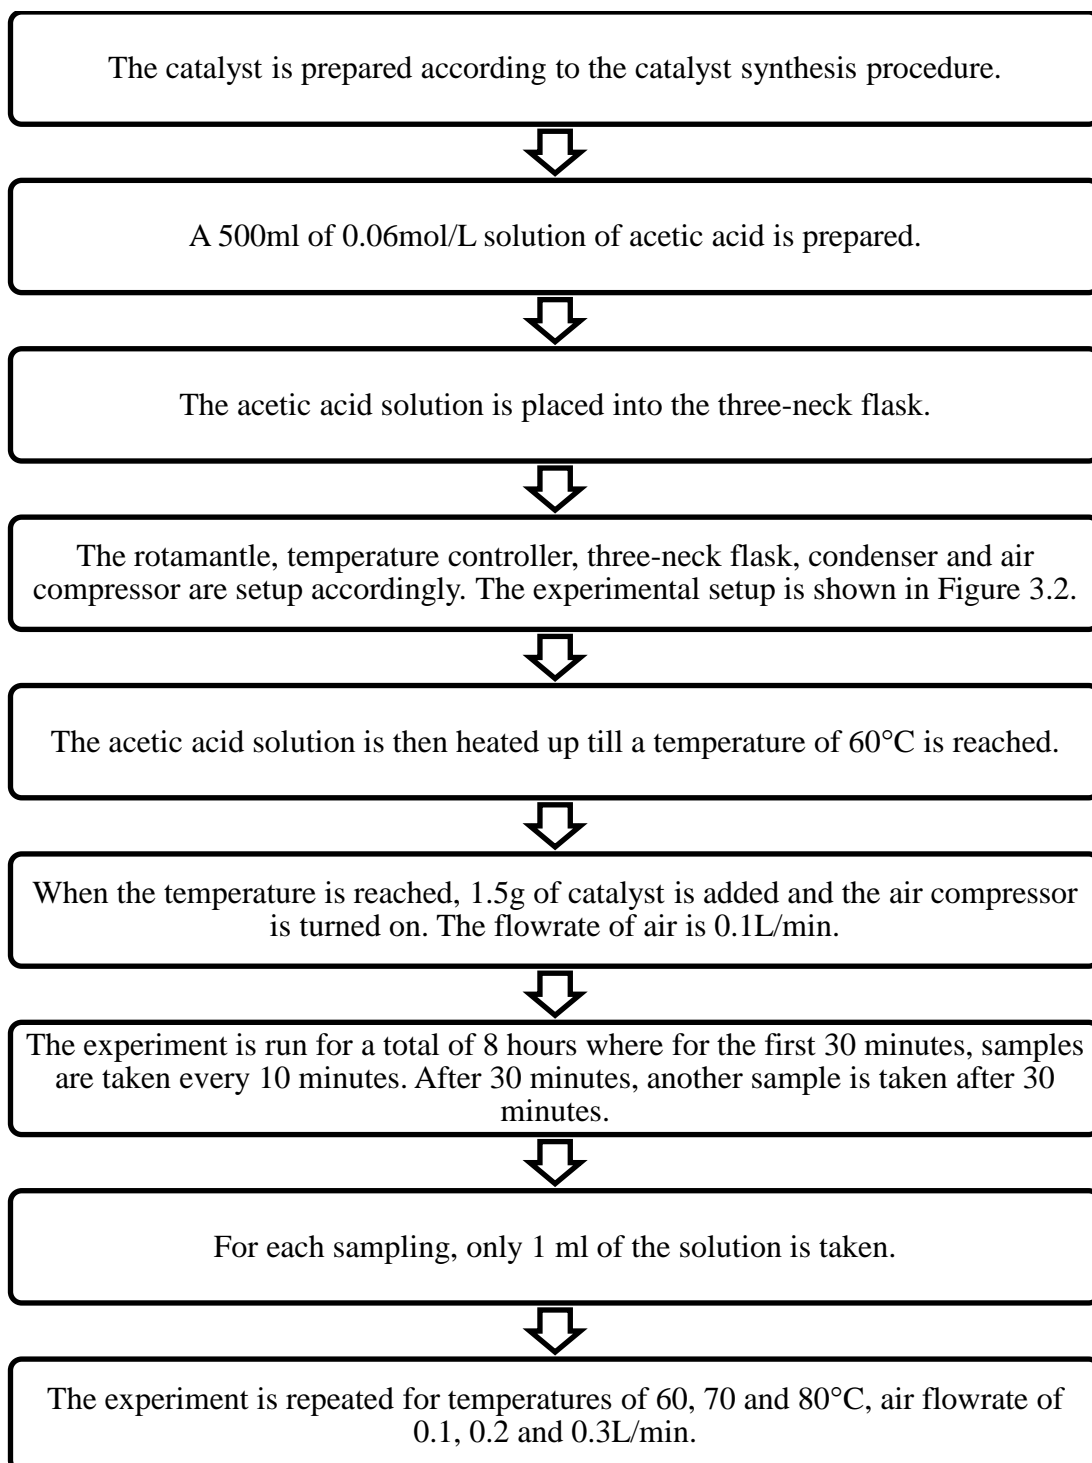 The catalyst is prepared according to the catalyst synthesis procedure.
A 500ml of 0.06mol/L solution of acetic acid is prepared.
The acetic acid solution is placed into the three-neck flask.
The rotamantle, temperature controller, three-neck flask, condenser and air
compressor are setup accordingly. The experimental setup is shown in Figure 3.2.
The acetic acid solution is then heated up till a temperature of 60°C is reached.
When the temperature is reached, 1.5g of catalyst is added and the air compressor
is turned on. The flowrate of air is 0.1L/min.
The experiment is run for a total of 8 hours where for the first 30 minutes, samples
are taken every 10 minutes. After 30 minutes, another sample is taken after 30
minutes.
For each sampling, only 1 ml of the solution is taken.
The experiment is repeated for temperatures of 60, 70 and 80°C, air flowrate of
0.1, 0.2 and 0.3L/min.